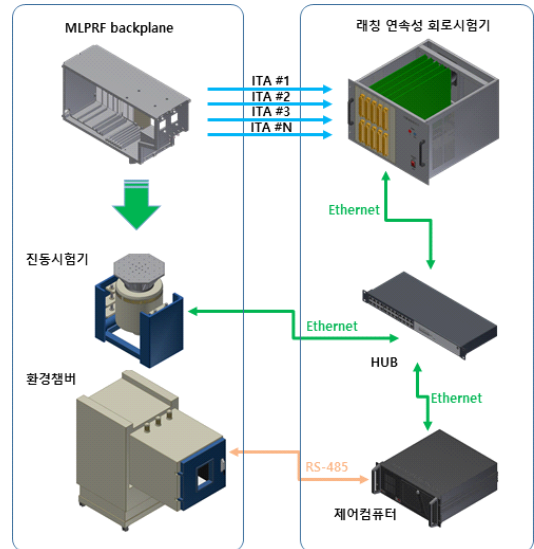 MLPRF backplane
래칭 연속성 회로시험기
ITA #1
ITA #2
ITA #3
ITA #N
Ethernet
진동시험기
Ethernet
HUB
환경챔버
Ethernet
RS-485
제어컴퓨터